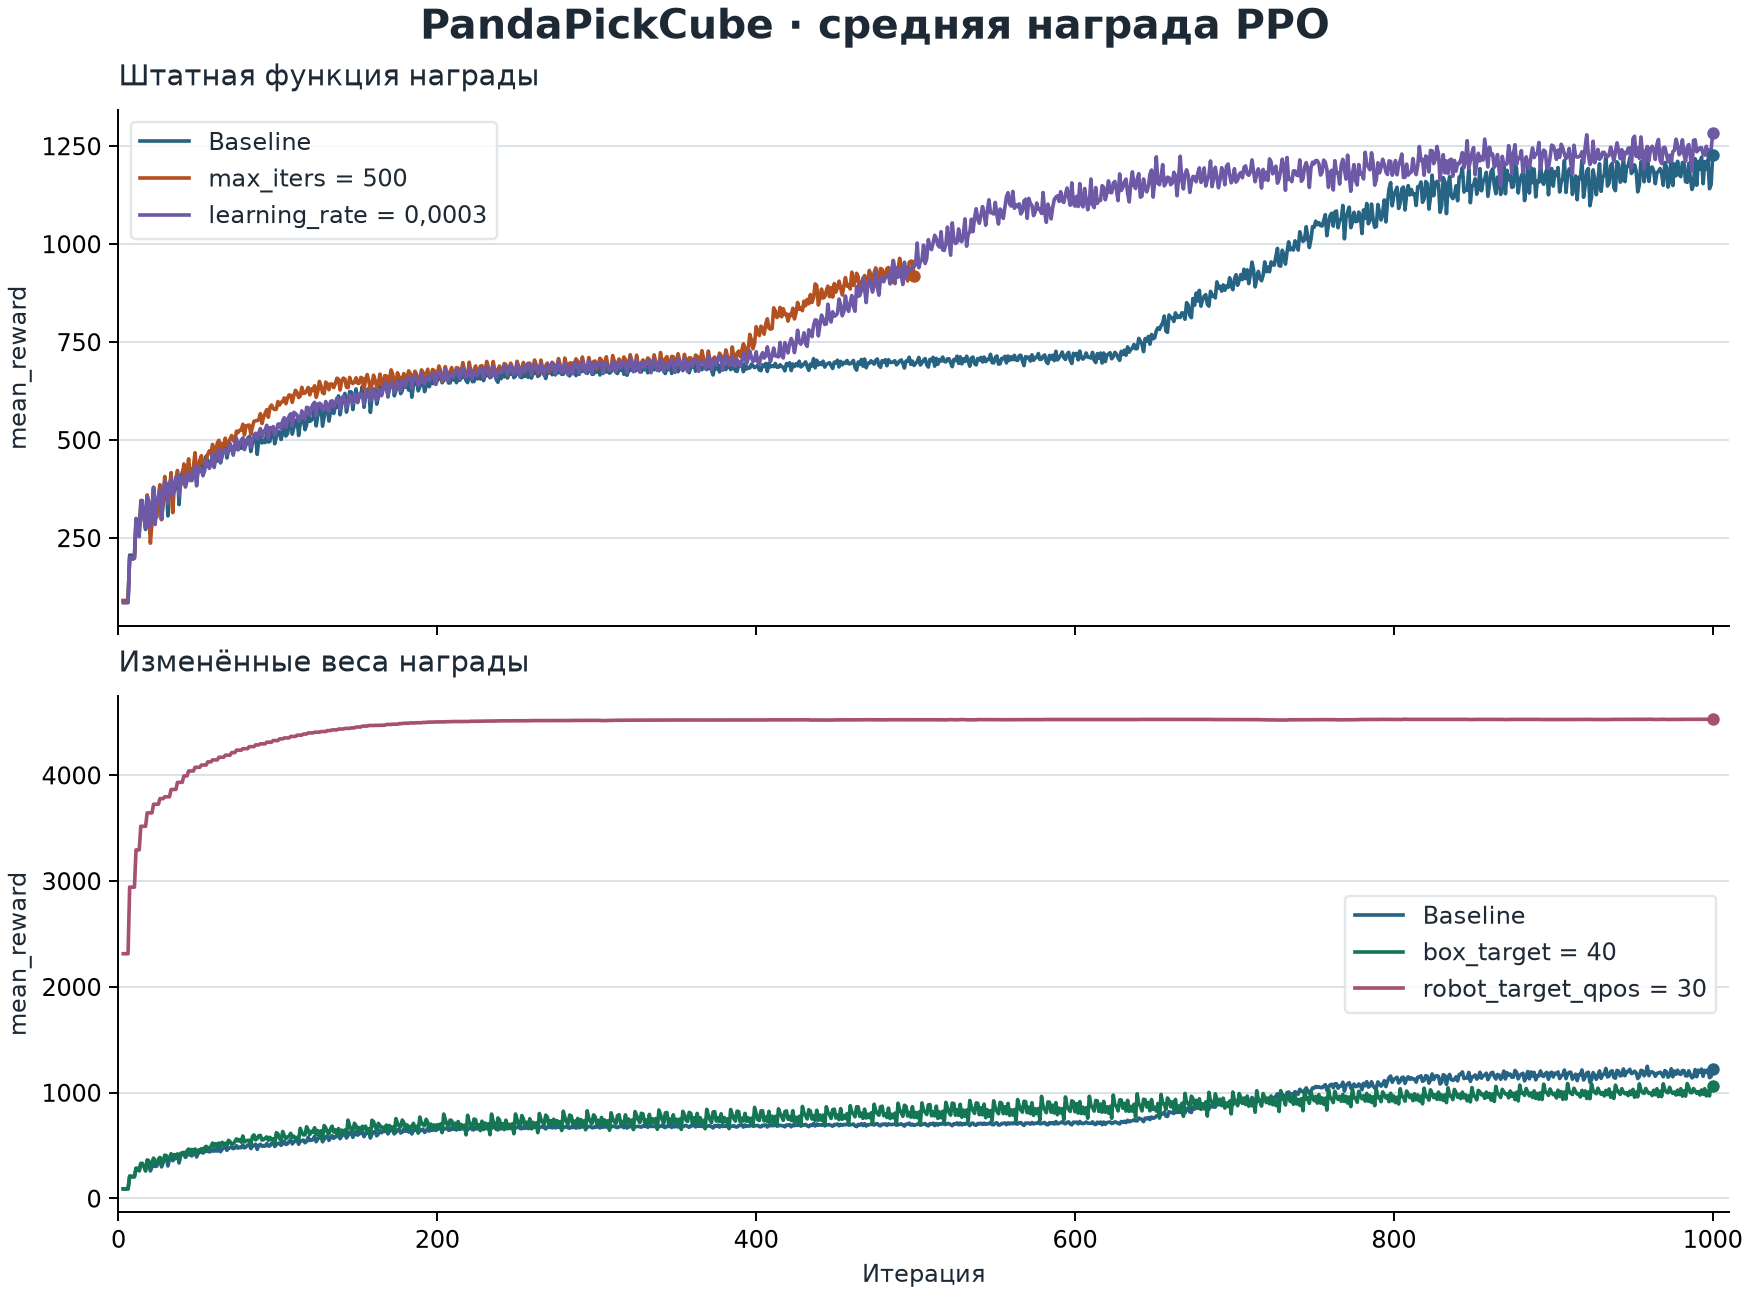 PandaPickCube · средняя награда PPO
Штатная функция награды
mean_reward
1250
1000
750
500
250
Baseline
max_iters = 500
learning_rate = 0,0003
Изменённые веса награды
mean_reward
4000
3000
2000
1000
0
Baseline
box_target = 40
robot_target_qpos = 30
0 200 400 600 800 1000
Итерация